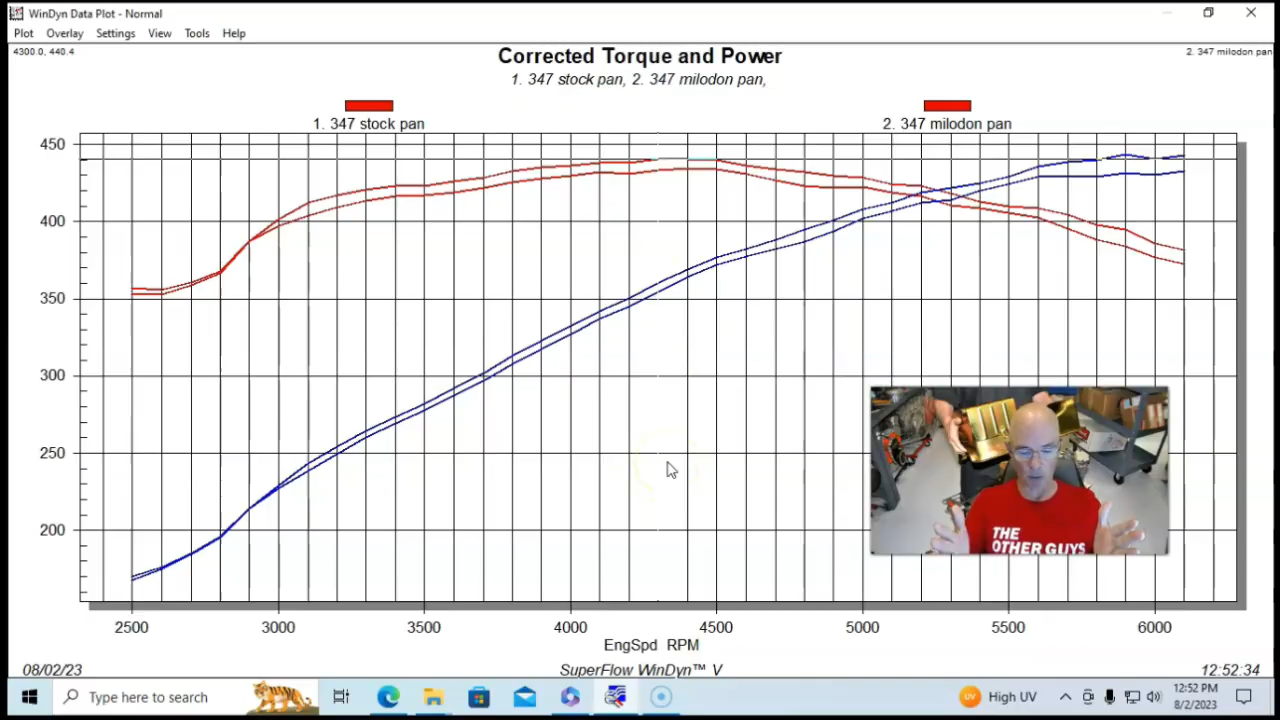 WinDyn Data Plot - Normal
Plot Overlay Settings View Tools Help
4300.0, 440.4
2. 347 milodon pan
Corrected Torque and Power
1. 347 stock pan, 2. 347 milodon pan,
1. 347 stock pan
2. 347 milodon pan
450
400
350
300
250
200
2500 3000 3500 4000 4500 5000 5500 6000
EngSpd RPM
THE
OTHER GUYS
08/02/23
SuperFlow WinDyn™ V
12:52:34
Type here to search
UV
High UV
12:52 PM
8/2/2023